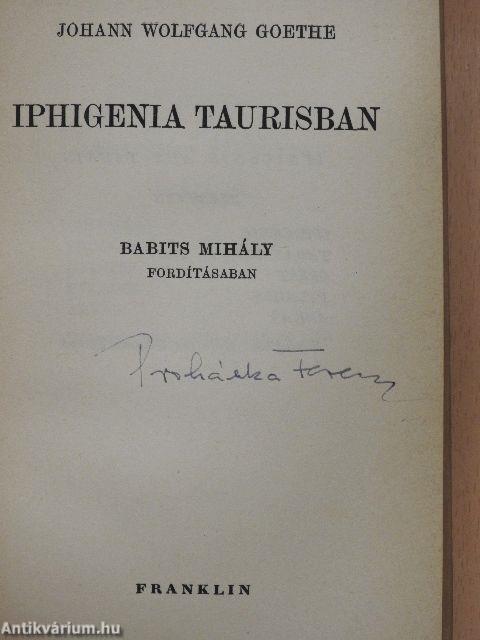 JOHANN WOLFGANG GOETHE
IPHIGENIA TAURISBAN
BABITS MIHÁLY
FORDÍTÁSABAN
Prohászka Ferenc
FRANKLIN
Antikvárium.hu